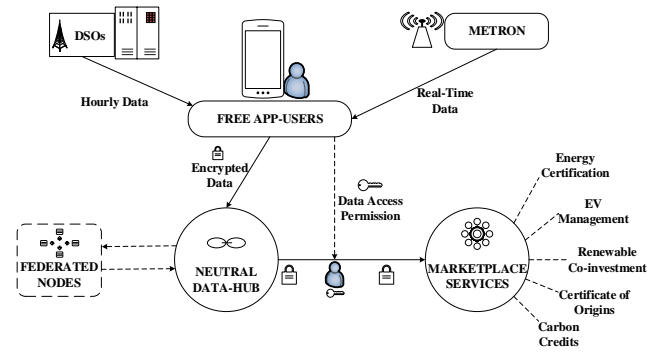 DSOs
METRON
Hourly Data
Real-Time
Data
FREE APP-USERS
Encrypted
Data
Data Access
Permission
Energy
Certification
EV
Management
Renewable
Co-investment
Certificate of
Origins
Carbon
Credits
FEDERATED
NODES
NEUTRAL
DATA-HUB
MARKETPLACE
SERVICES